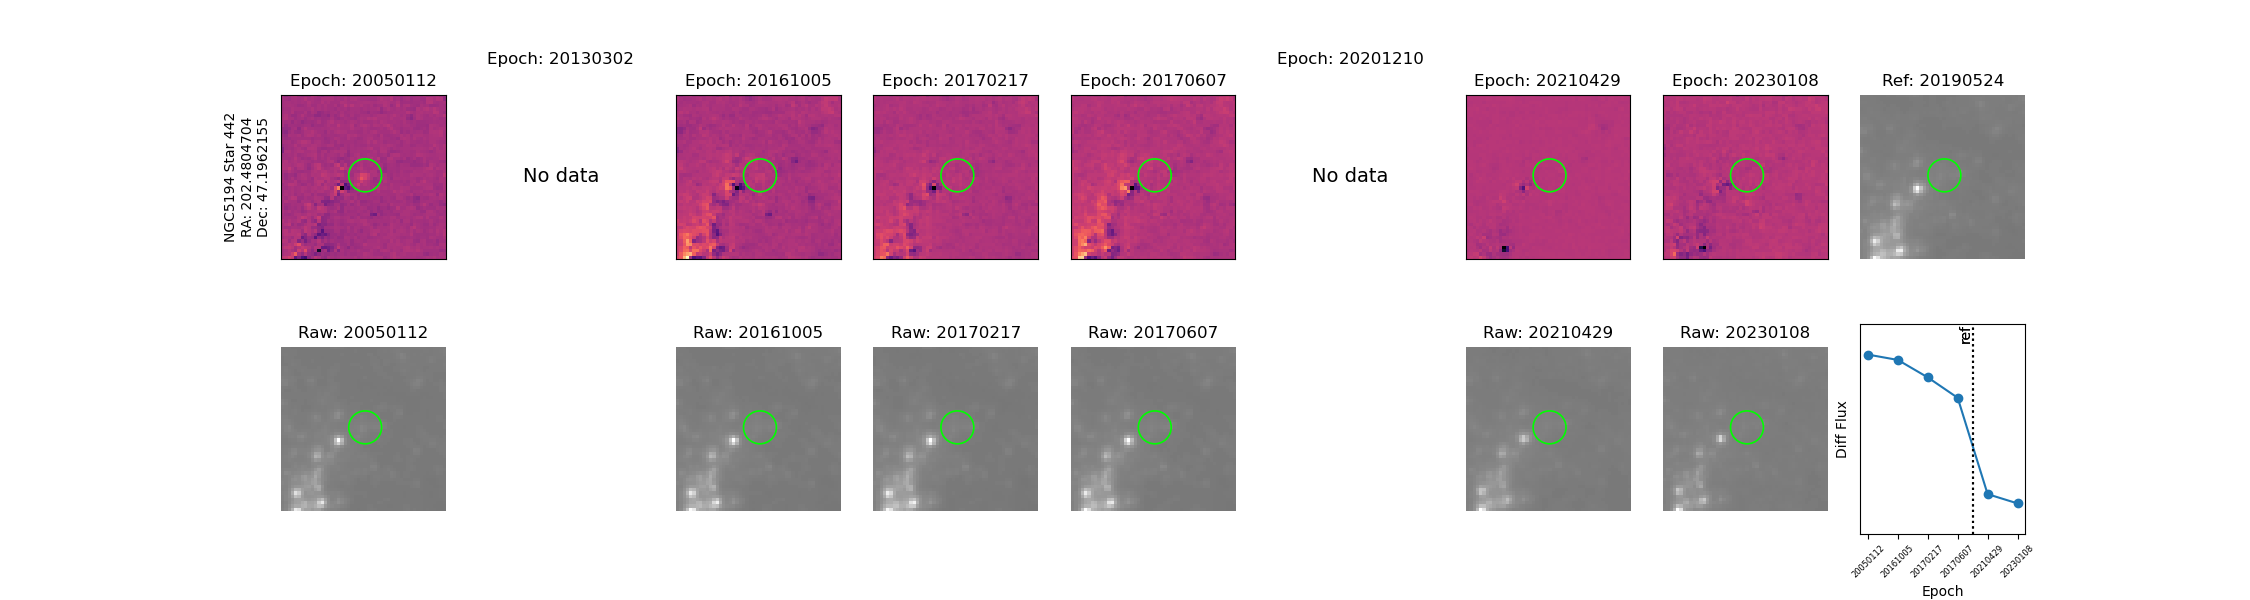 Epoch: 20130302
Epoch: 20201210
Epoch: 20050112
Epoch: 20161005
Epoch: 20170217
Epoch: 20170607
Epoch: 20210429
Epoch: 20230108
Ref: 20190524
NGC5194 Star 442
RA: 202.4804704
Dec: 47.1962155
No data
No data
Raw: 20050112
Raw: 20161005
Raw: 20170217
Raw: 20170607
Raw: 20210429
Raw: 20230108
ref
Diff Flux
20050112
20161005
20170217
20170607
20210429
20230108
Epoch